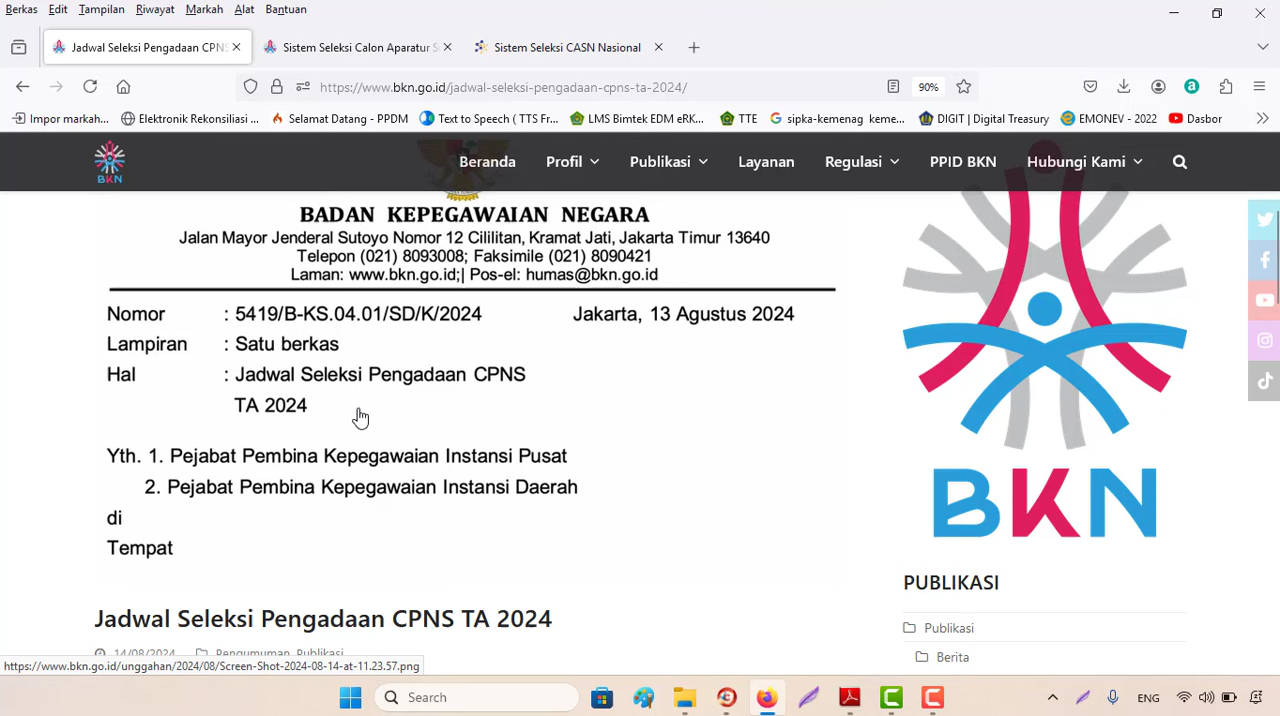 Berkas Edit Tampilan Riwayat Markah Alat Bantuan
Jadwal Seleksi Pengadaan CPNS
Sistem Seleksi Calon Aparatur S
Sistem Seleksi CASN Nasional
https://www.bkn.go.id/jadwal-seleksi-pengadaan-cpns-ta-2024/
90%
Impor markah...
Elektronik Rekonsiliasi ...
Selamat Datang - PPDM
Text to Speech ( TTS Fr...
LMS Bimtek EDM eRK...
TTE
sipka-kemenag keme...
DIGIT | Digital Treasury
EMONEV - 2022
Dasbor
BKN
Beranda Profil Publikasi Layanan Regulasi PPID BKN Hubungi Kami
BADAN KEPEGAWAIAN NEGARA
Jalan Mayor Jenderal Sutoyo Nomor 12 Cililitan, Kramat Jati, Jakarta Timur 13640
Telepon (021) 8093008; Faksimile (021) 8090421
Laman: www.bkn.go.id;| Pos-el: humas@bkn.go.id
Nomor : 5419/B-KS.04.01/SD/K/2024 Jakarta, 13 Agustus 2024
Lampiran : Satu berkas
Hal : Jadwal Seleksi Pengadaan CPNS
TA 2024
Yth. 1. Pejabat Pembina Kepegawaian Instansi Pusat
2. Pejabat Pembina Kepegawaian Instansi Daerah
di
Tempat
BKN
Jadwal Seleksi Pengadaan CPNS TA 2024
14/08/2024 Pengumuman, Publikasi
PUBLIKASI
Publikasi
Berita
https://www.bkn.go.id/unggahan/2024/08/Screen-Shot-2024-08-14-at-11.23.57.png
Search
ENG